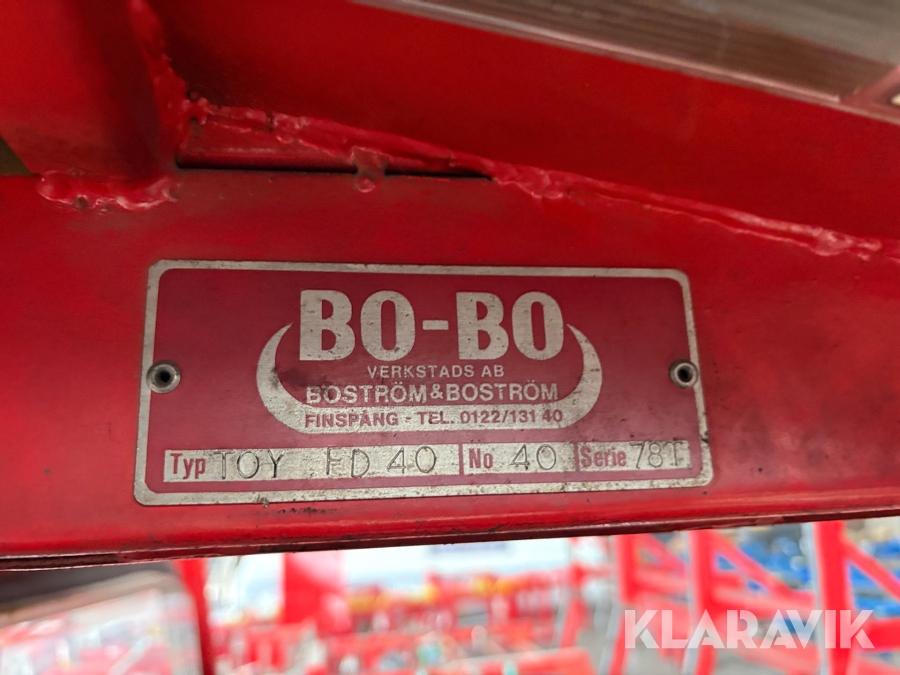 BO-BO
VERKSTADS AB
BOSTRÖM&BOSTRÖM
FINSPÅNG - TEL. 0122/131 40
Typ TOY FD 40 No 40 Serie 78T
KLARAVIK